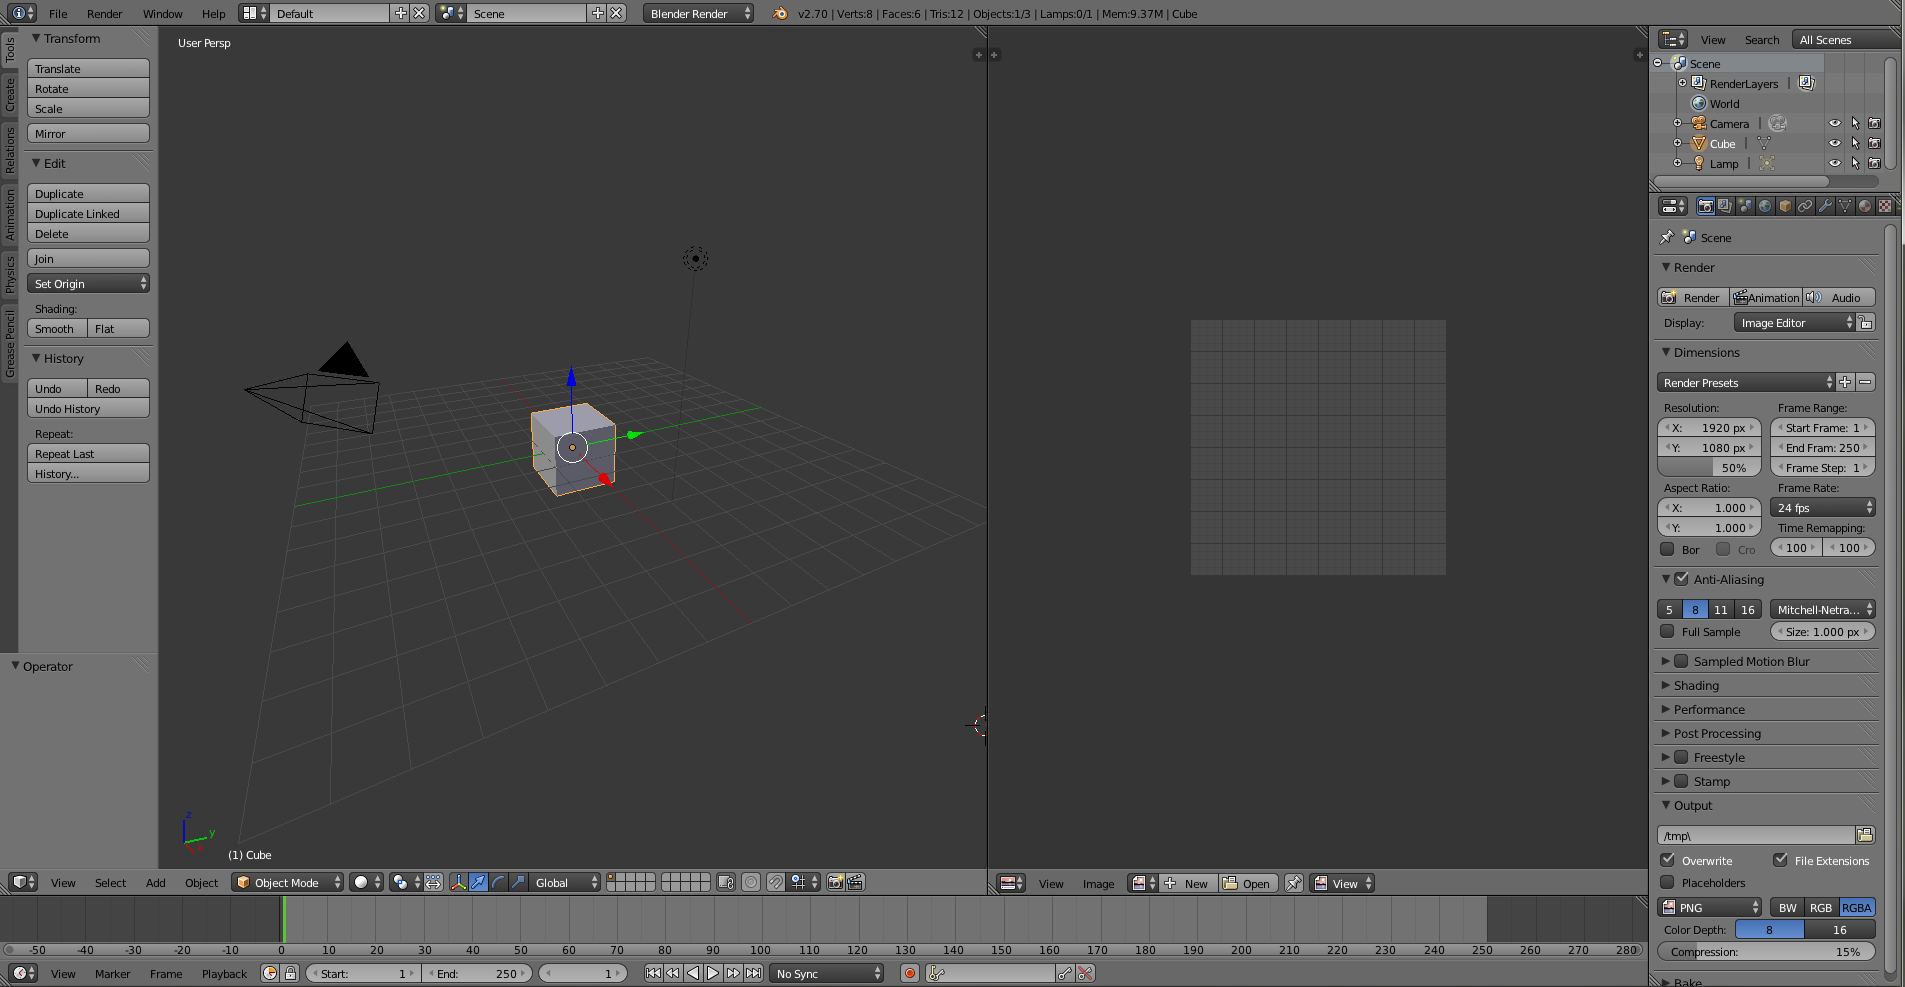 File Render Window Help Default Scene Blender Render v2.70 | Verts:8 | Faces:6 | Tris:12 | Objects:1/3 | Lamps:0/1 | Mem:9.37M | Cube
Tools
Create
Relations
Animation
Physics
Grease Pencil
Transform
Translate
Rotate
Scale
Mirror
Edit
Duplicate
Duplicate Linked
Delete
Join
Set Origin
Shading:
Smooth Flat
History
Undo Redo
Undo History
Repeat:
Repeat Last
History...
Operator
User Persp
z
y
x
(1) Cube
View Select Add Object Object Mode Global
View Image New Open View
View Search All Scenes
Scene
RenderLayers
World
Camera
Cube
Lamp
Scene
Render
Render Animation Audio
Display: Image Editor
Dimensions
Render Presets
Resolution: Frame Range:
X: 1920 px Start Frame: 1
Y: 1080 px End Fram: 250
50% Frame Step: 1
Aspect Ratio: Frame Rate:
X: 1.000 24 fps
Y: 1.000 Time Remapping:
Bor Cro 100 100
Anti-Aliasing
5 8 11 16 Mitchell-Netra...
Full Sample Size: 1.000 px
Sampled Motion Blur
Shading
Performance
Post Processing
Freestyle
Stamp
Output
/tmp\
Overwrite File Extensions
Placeholders
PNG BW RGB RGBA
Color Depth: 8 16
Compression: 15%
Bake
-50 -40 -30 -20 -10 0 10 20 30 40 50 60 70 80 90 100 110 120 130 140 150 160 170 180 190 200 210 220 230 240 250 260 270 280
View Marker Frame Playback Start: 1 End: 250 1 No Sync